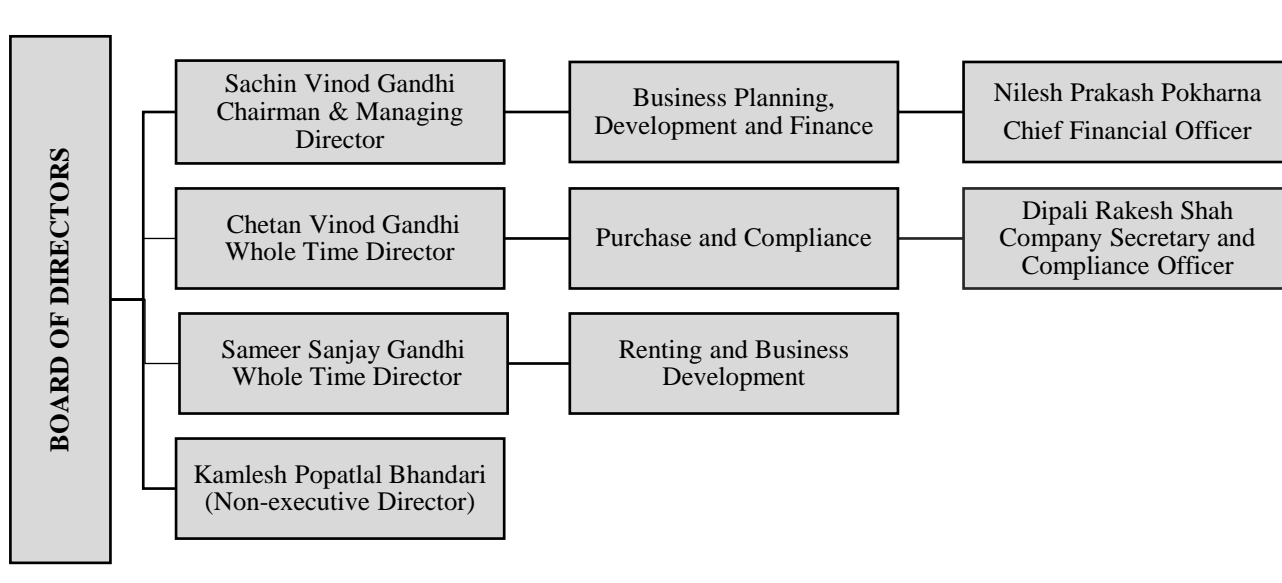 BOARD OF DIRECTORS
Sachin Vinod Gandhi
Chairman & Managing
Director
Business Planning,
Development and Finance
Nilesh Prakash Pokharna
Chief Financial Officer
Chetan Vinod Gandhi
Whole Time Director
Purchase and Compliance
Dipali Rakesh Shah
Company Secretary and
Compliance Officer
Sameer Sanjay Gandhi
Whole Time Director
Renting and Business
Development
Kamlesh Popatlal Bhandari
(Non-executive Director)